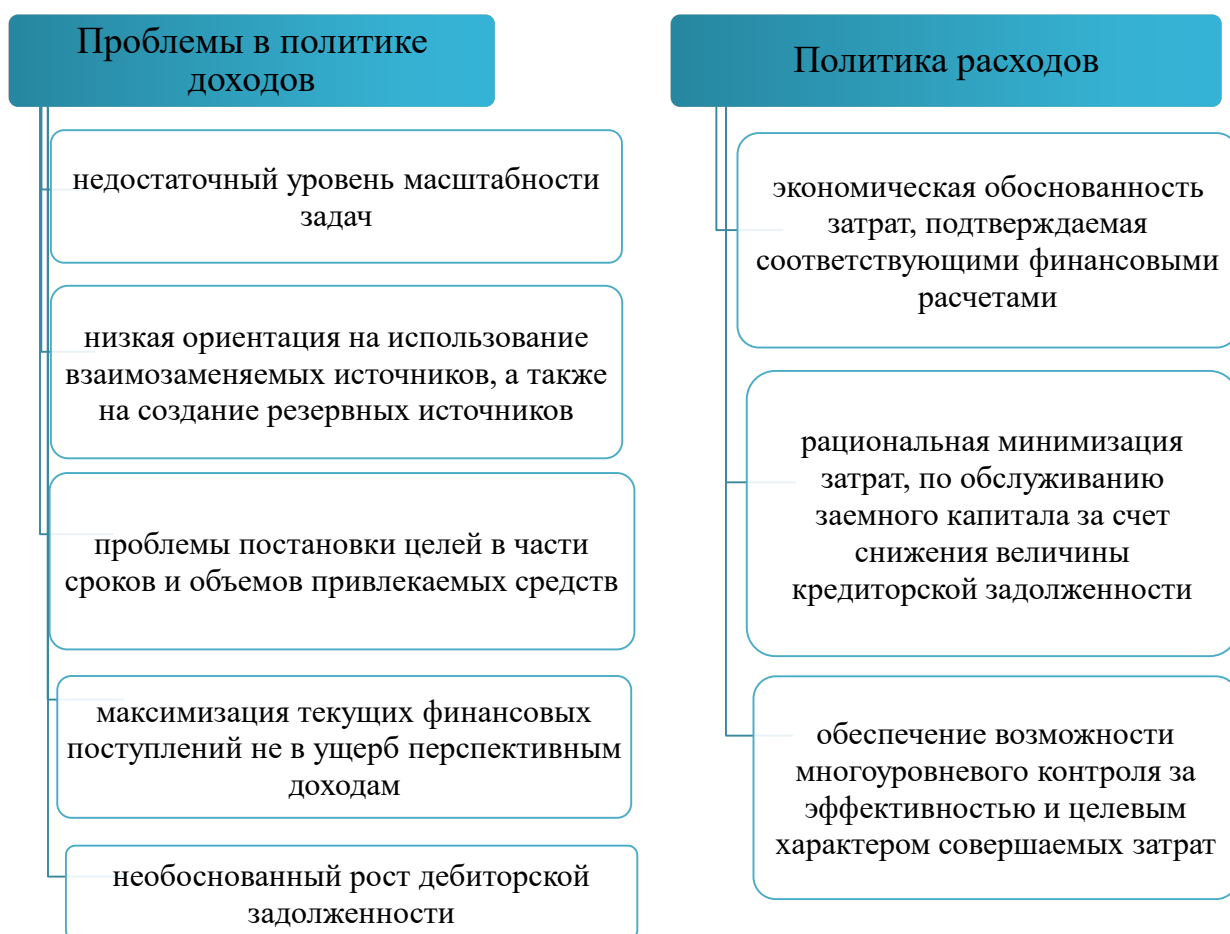 Проблемы в политике
доходов
недостаточный уровень масштабности
задач
низкая ориентация на использование
взаимозаменяемых источников, а также
на создание резервных источников
проблемы постановки целей в части
сроков и объемов привлекаемых средств
максимизация текущих финансовых
поступлений не в ущерб перспективным
доходам
необоснованный рост дебиторской
задолженности
Политика расходов
экономическая обоснованность
затрат, подтверждаемая
соответствующими финансовыми
расчетами
рациональная минимизация
затрат, по обслуживанию
заемного капитала за счет
снижения величины
кредиторской задолженности
обеспечение возможности
многоуровневого контроля за
эффективностью и целевым
характером совершаемых затрат